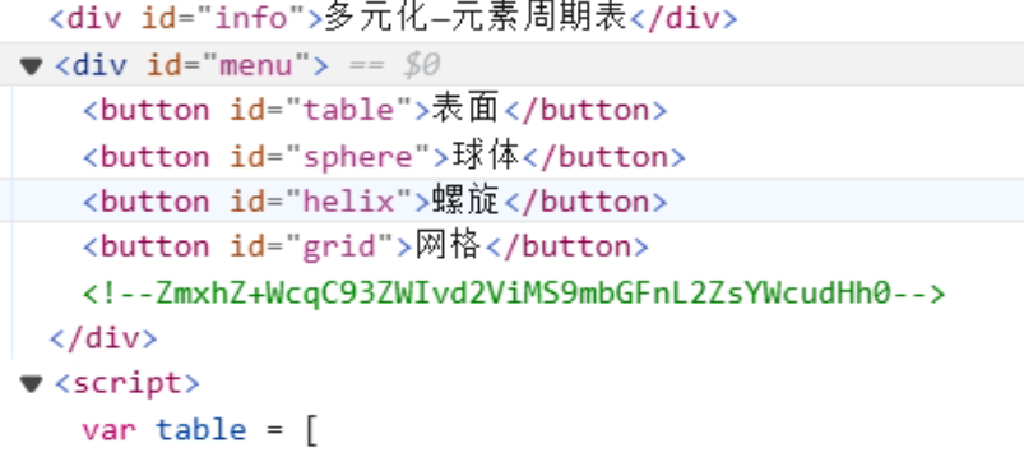 <div id="info">多元化—元素周期表</div>
<div id="menu"> == $0
<button id="table">表面</button>
<button id="sphere">球体</button>
<button id="helix">螺旋</button>
<button id="grid">网格</button>
<!--ZmxhZ+WcqC93ZWIvd2ViMS9mbGFnL2ZsYWcudHh0-->
</div>
<script>
var table = [